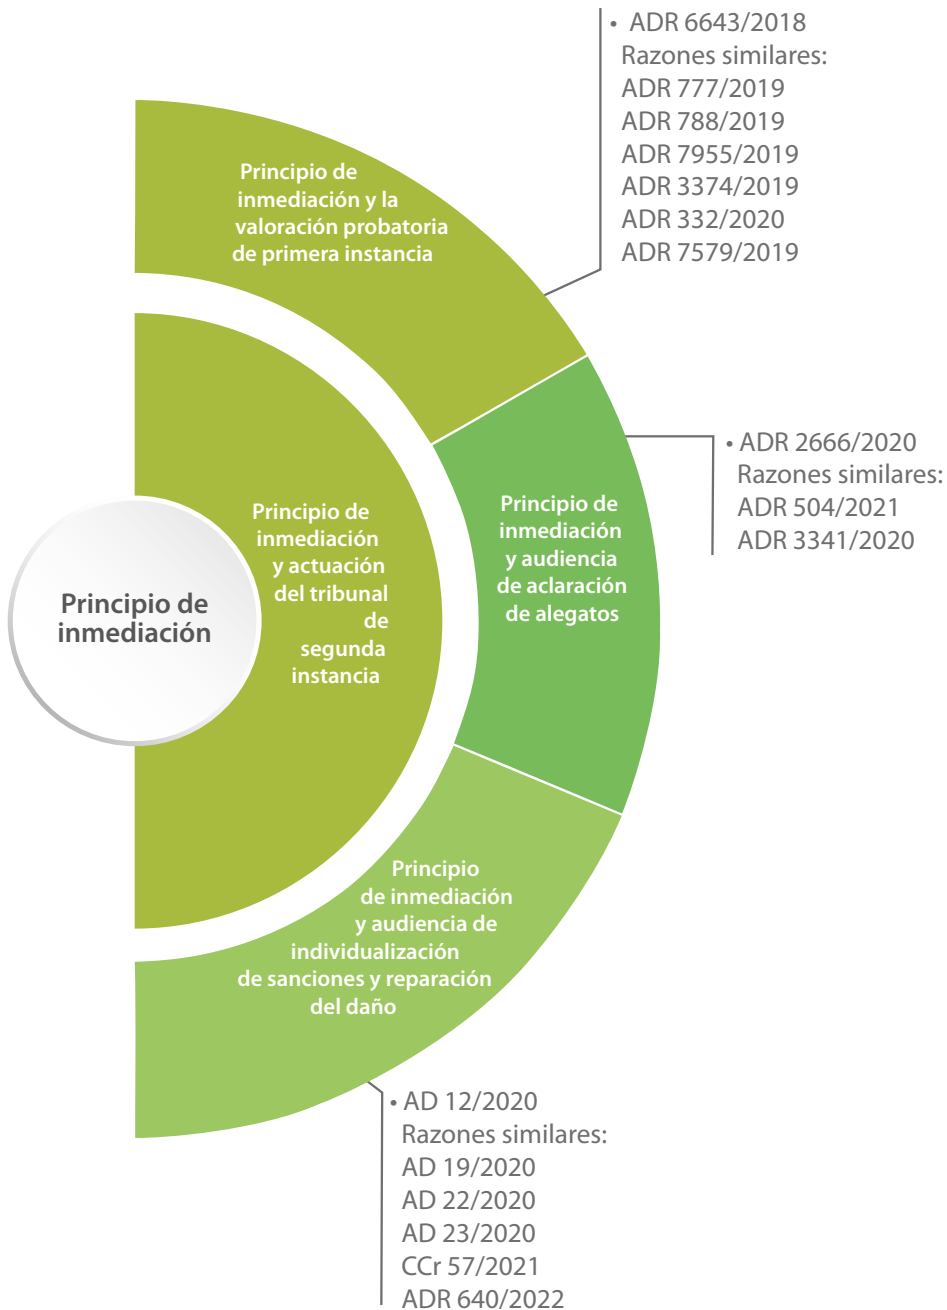 Principio de
inmediación
Principio de
inmediación
y actuación
del tribunal
de
segunda
instancia
Principio de
inmediación y la
valoración probatoria
de primera instancia
• ADR 6643/2018
Razones similares:
ADR 777/2019
ADR 788/2019
ADR 7955/2019
ADR 3374/2019
ADR 332/2020
ADR 7579/2019
Principio de
inmediación
y audiencia
de aclaración
de alegatos
• ADR 2666/2020
Razones similares:
ADR 504/2021
ADR 3341/2020
Principio
de inmediación
y audiencia de
individualización
de sanciones y reparación
del daño
• AD 12/2020
Razones similares:
AD 19/2020
AD 22/2020
AD 23/2020
CCr 57/2021
ADR 640/2022